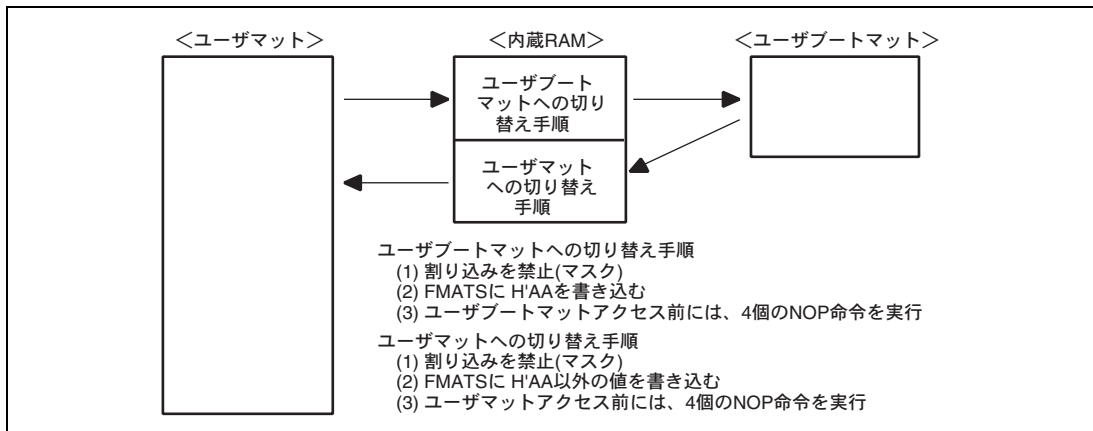 ＜ユーザマット＞
＜内蔵RAM＞
＜ユーザブートマット＞
ユーザブート
マットへの切り
替え手順
ユーザマット
への切り替え
手順
ユーザブートマットへの切り替え手順
(1) 割り込みを禁止(マスク)
(2) FMATSに H'AAを書き込む
(3) ユーザブートマットアクセス前には、4個のNOP命令を実行
ユーザマットへの切り替え手順
(1) 割り込みを禁止(マスク)
(2) FMATSに H'AA以外の値を書き込む
(3) ユーザマットアクセス前には、4個のNOP命令を実行